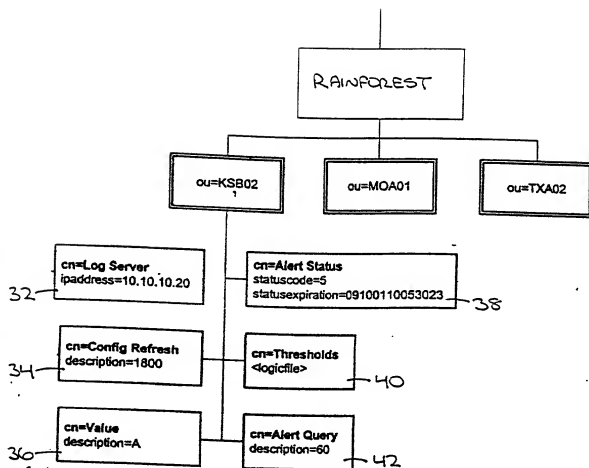 RAINFOREST
ou=KSB02
ou=MOA01
ou=TXA02
cn=Log Server
ipaddress=10.10.10.20
32
cn=Alert Status
statuscode=5
statusexpiration=09100110053023
38
cn=Config Refresh
description=1800
34
cn=Thresholds
<logicfile>
40
cn=Value
description=A
36
cn=Alert Query
description=60
42